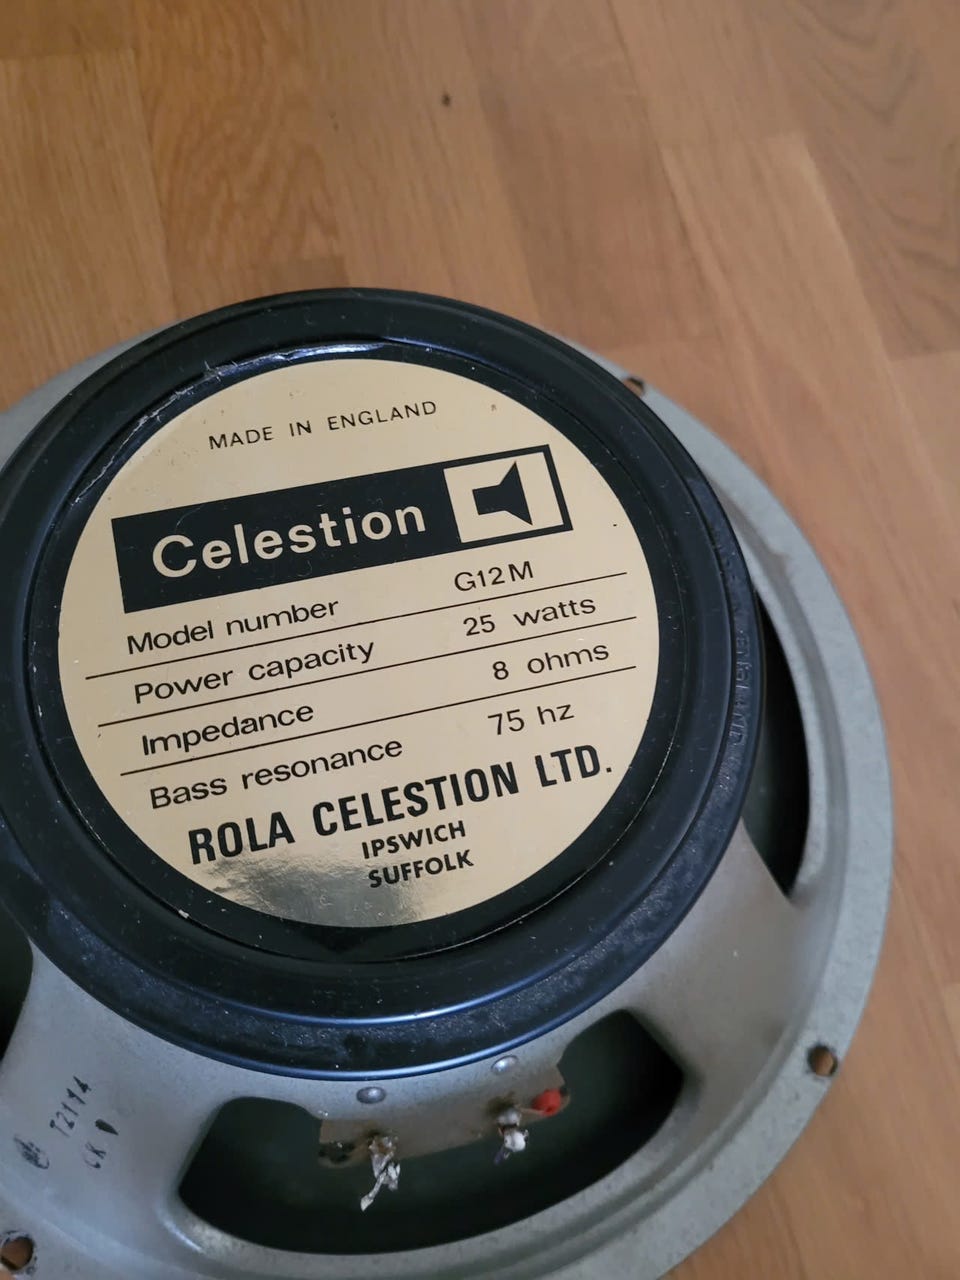 MADE IN ENGLAND
Celestion
Model number G12M
Power capacity 25 watts
Impedance 8 ohms
Bass resonance 75 hz
ROLA CELESTION LTD.
IPSWICH
SUFFOLK
T2114